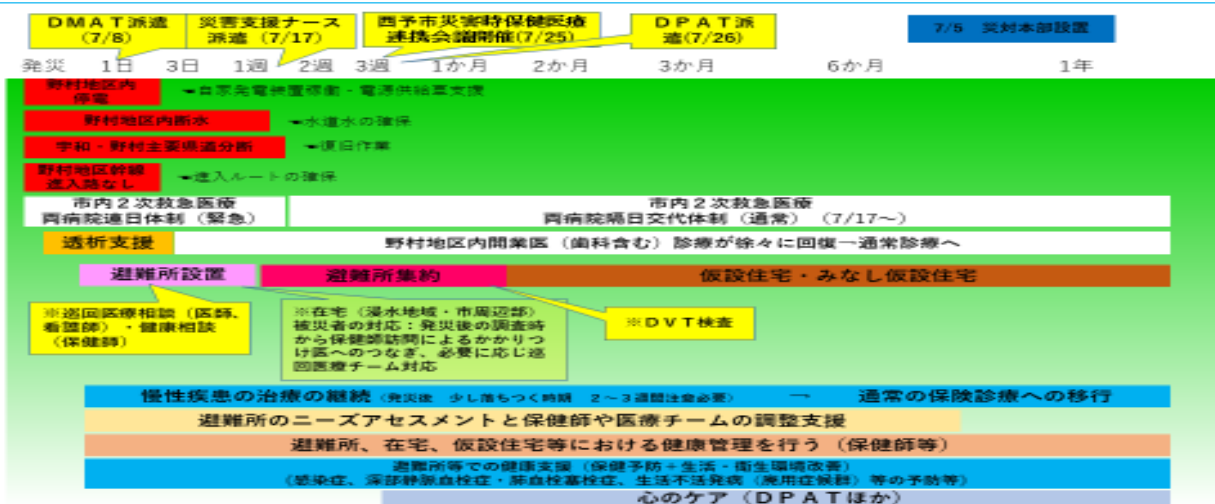 DMAT派遣
(7/8)
災害支援ナース
派遣(7/17)
西予市災害時保健医療
連携会議開催(7/25)
DPAT派
遣(7/26)
7/5 災対本部設置
発災 1日 3日 1週 2週 3週 1か月 2か月 3か月 6か月 1年
野村地区内
停電
自家発電装置稼働・電源供給車支援
野村地区内断水
水道水の確保
宇和・野村主要県道分断
復旧作業
野村地区幹線
進入路なし
進入ルートの確保
市内2次救急医療
両病院連日体制(緊急)
市内2次救急医療
両病院隔日交代体制(通常)(7/17~)
透析支援
野村地区内開業医(歯科含む)診療が徐々に回復→通常診療へ
避難所設置
避難所集約
仮設住宅・みなし仮設住宅
※巡回医療相談(医師、
看護師)・健康相談
(保健師)
※在宅(浸水地域・市周辺部)
被災者の対応:発災後の調査時
から保健師訪問によるかかりつ
け医へのつなぎ、必要に応じ巡
回医療チーム対応
※DVT検査
慢性疾患の治療の継続(発災後 少し落ちつく時期 2~3週間注意必要) → 通常の保険診療への移行
避難所のニーズアセスメントと保健師や医療チームの調整支援
避難所、在宅、仮設住宅等における健康管理を行う(保健師等)
避難所等での健康支援(保健予防+生活・衛生環境改善)
(感染症、深部静脈血栓症・肺血栓塞栓症、生活不活発病(廃用症候群)等の予防等)
心のケア(DPATほか)